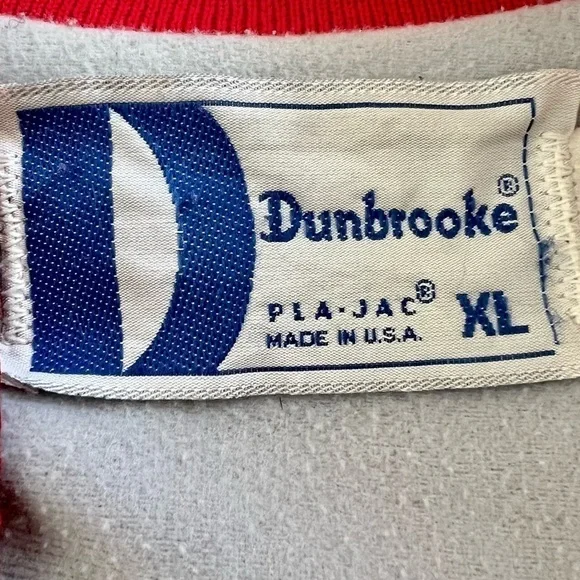 D
Dunbrooke®
PLA-JAC® XL
MADE IN U.S.A.